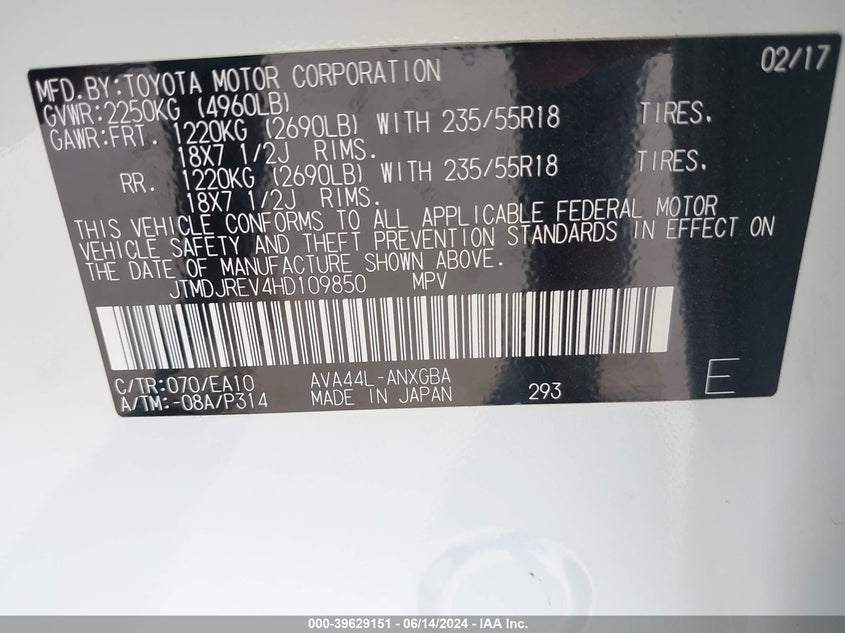 02/17
MFD.BY:TOYOTA MOTOR CORPORATION
GVWR:2250KG (4960LB)
GAWR:FRT. 1220KG (2690LB) WITH 235/55R18 TIRES.
18X7 1/2J RIMS.
RR. 1220KG (2690LB) WITH 235/55R18 TIRES.
18X7 1/2J RIMS.
THIS VEHICLE CONFORMS TO ALL APPLICABLE FEDERAL MOTOR
VEHICLE SAFETY AND THEFT PREVENTION STANDARDS IN EFFECT ON
THE DATE OF MANUFACTURE SHOWN ABOVE.
JTMDJREV4HD109850 MPV
C/TR:070/EA10 AVA44L-ANXGBA E
A/TM:-08A/P314 MADE IN JAPAN 293
000-39629151 | 06/14/2024 | IAA Inc.